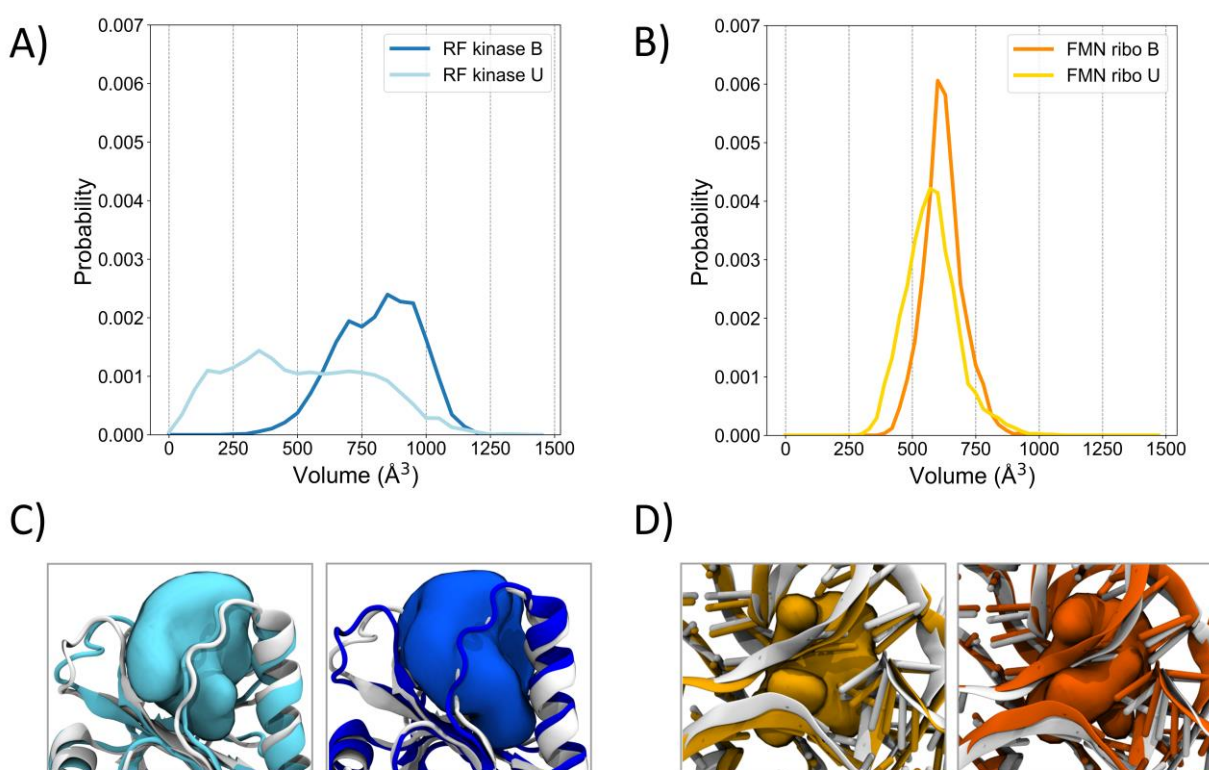 A)
0.007
0.006
0.005
0.004
0.003
0.002
0.001
0.000
Probability
0
250
500
750
1000
1250
1500
Volume (Å³)
RF kinase B
RF kinase U
B)
0.007
0.006
0.005
0.004
0.003
0.002
0.001
0.000
Probability
0
250
500
750
1000
1250
1500
Volume (Å³)
FMN ribo B
FMN ribo U
C)
D)